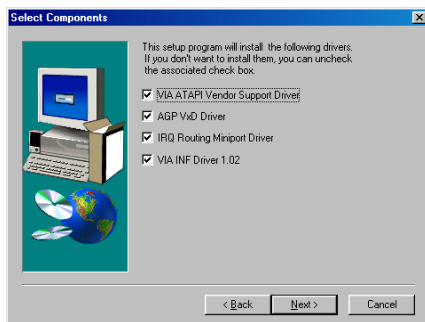 Select Components
This setup program will install the following drivers.
If you don't want to install them, you can uncheck
the associated check box.
VIA ATAPI Vendor Support Driver
AGP VxD Driver
IRQ Routing Miniport Driver
VIA INF Driver 1.02
< Back
Next >
Cancel